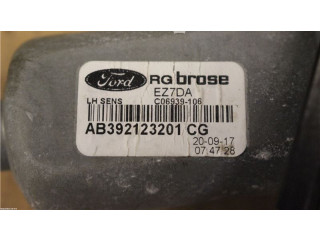 Ford RG brose
EZ7DA
LH SENS C06939-106
AB392123201 CG
20-09-17
07 47 28